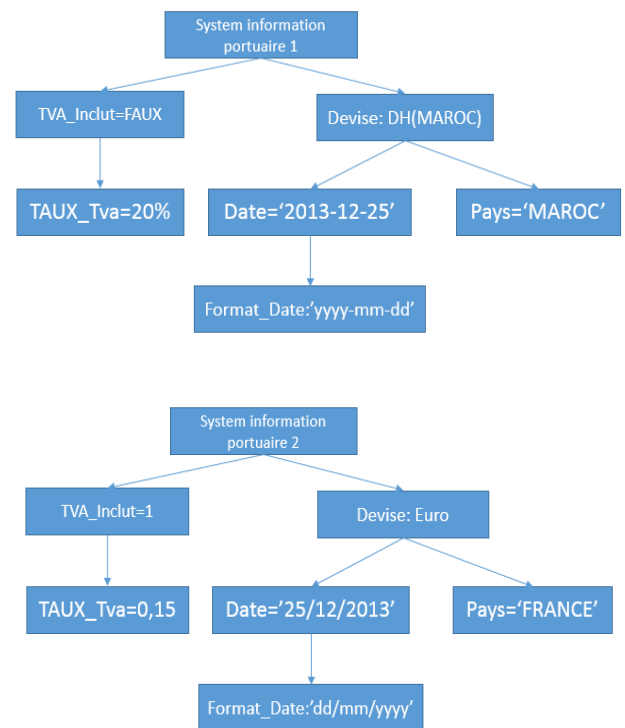 System information
portuaire 1
TVA_Inclut=FAUX
Devise: DH(MAROC)
TAUX_Tva=20%
Date=‘2013-12-25’
Pays=‘MAROC’
Format_Date:’yyyy-mm-dd’
System information
portuaire 2
TVA_Inclut=1
Devise: Euro
TAUX_Tva=0,15
Date=’25/12/2013’
Pays=‘FRANCE’
Format_Date:’dd/mm/yyyy’